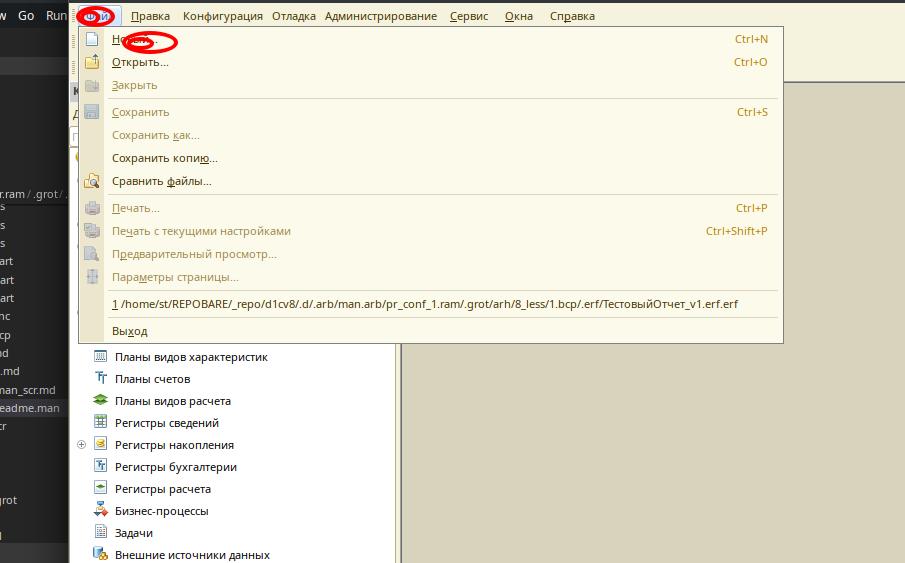 w Go Run
Правка Конфигурация Отладка Администрирование Сервис Окна Справка
Ctrl+N
Открыть... Ctrl+O
Закрыть
Сохранить Ctrl+S
Сохранить как...
Сохранить копию...
Сравнить файлы...
r.ram / .grot /
Печать... Ctrl+P
Печать с текущими настройками Ctrl+Shift+P
Предварительный просмотр...
Параметры страницы...
1 /home/st/REPOBARE/_repo/d1cv8/.d/.arb/man.arb/pr_conf_1.ram/.grot/arh/8_less/1.bcp/.erf/ТестовыйОтчет_v1.erf.erf
Выход
s
s
s
art
art
art
nc
cp
nd
.md
man_scr.md
eadme.man
cr
grot
Планы видов характеристик
Планы счетов
Планы видов расчета
Регистры сведений
Регистры накопления
Регистры бухгалтерии
Регистры расчета
Бизнес-процессы
Задачи
Внешние источники данных